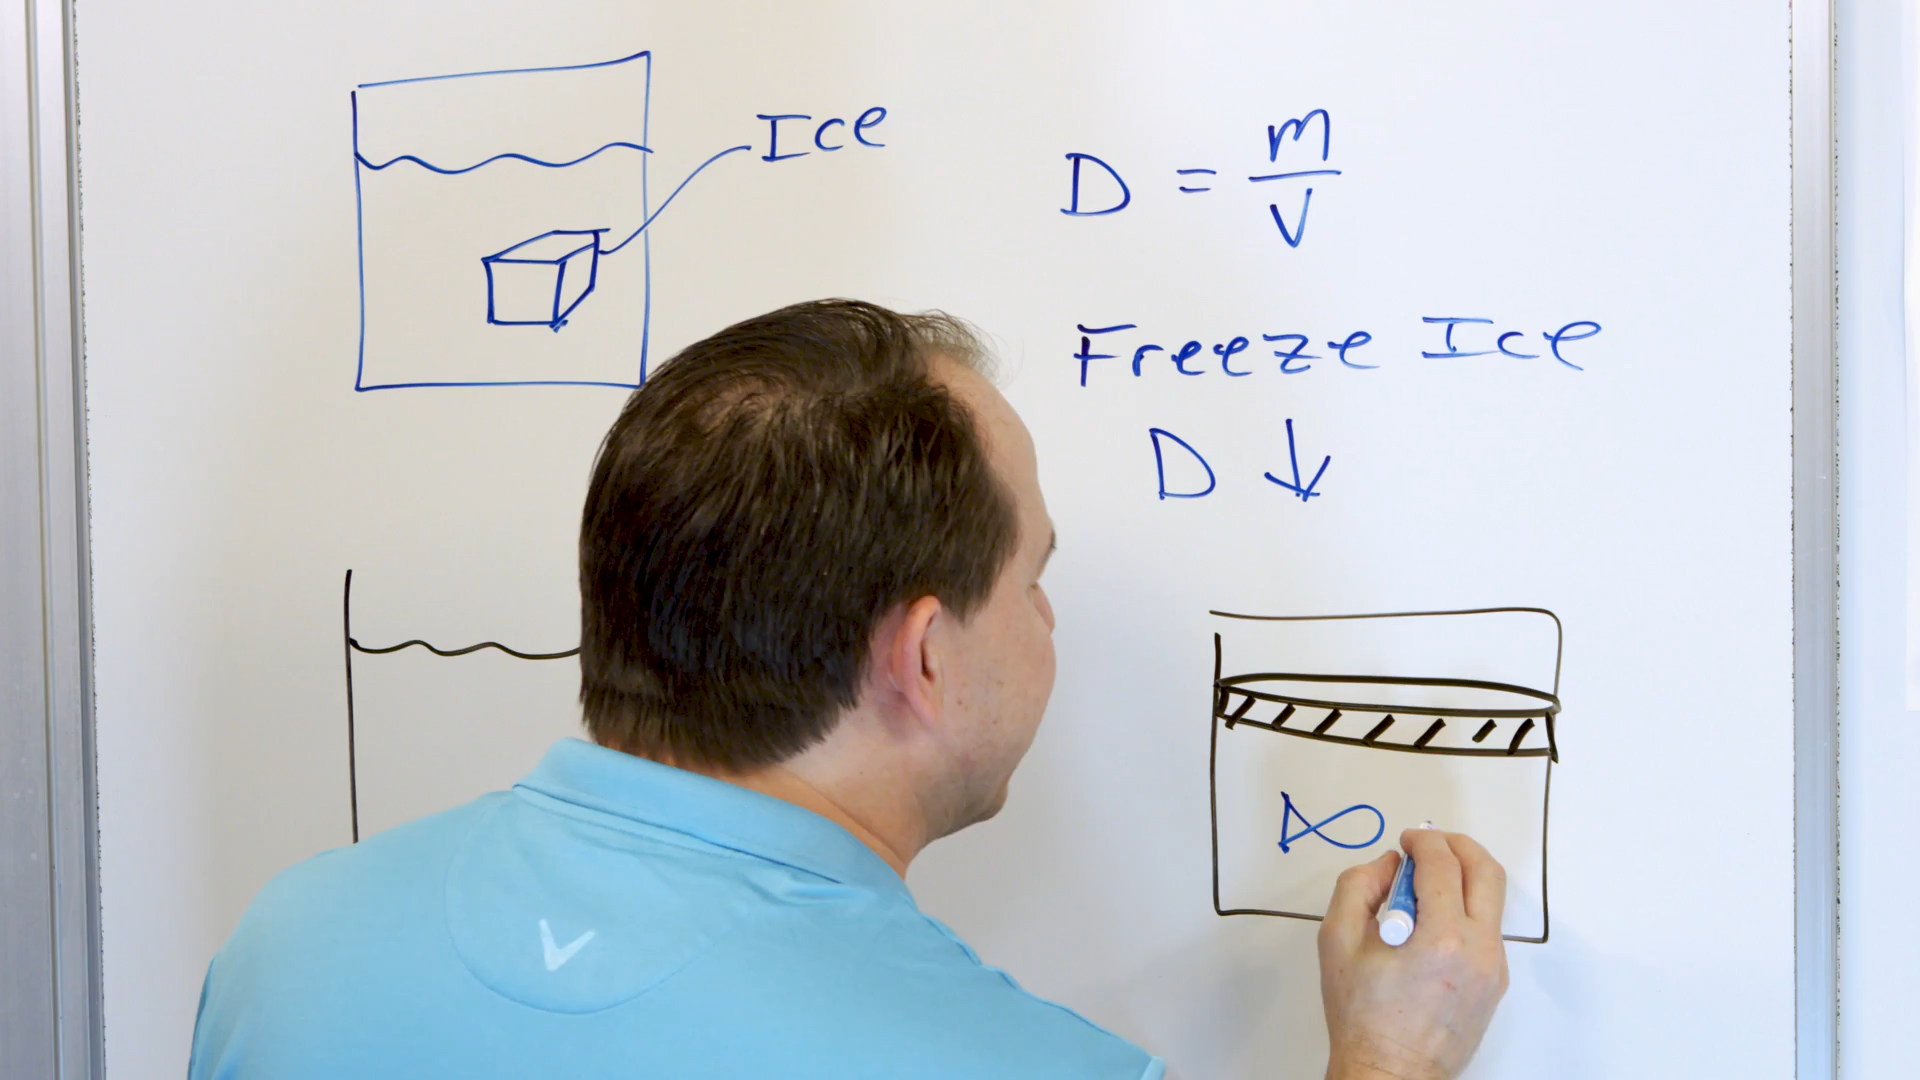 Ice
D = m/V
Freeze Ice
D ↓